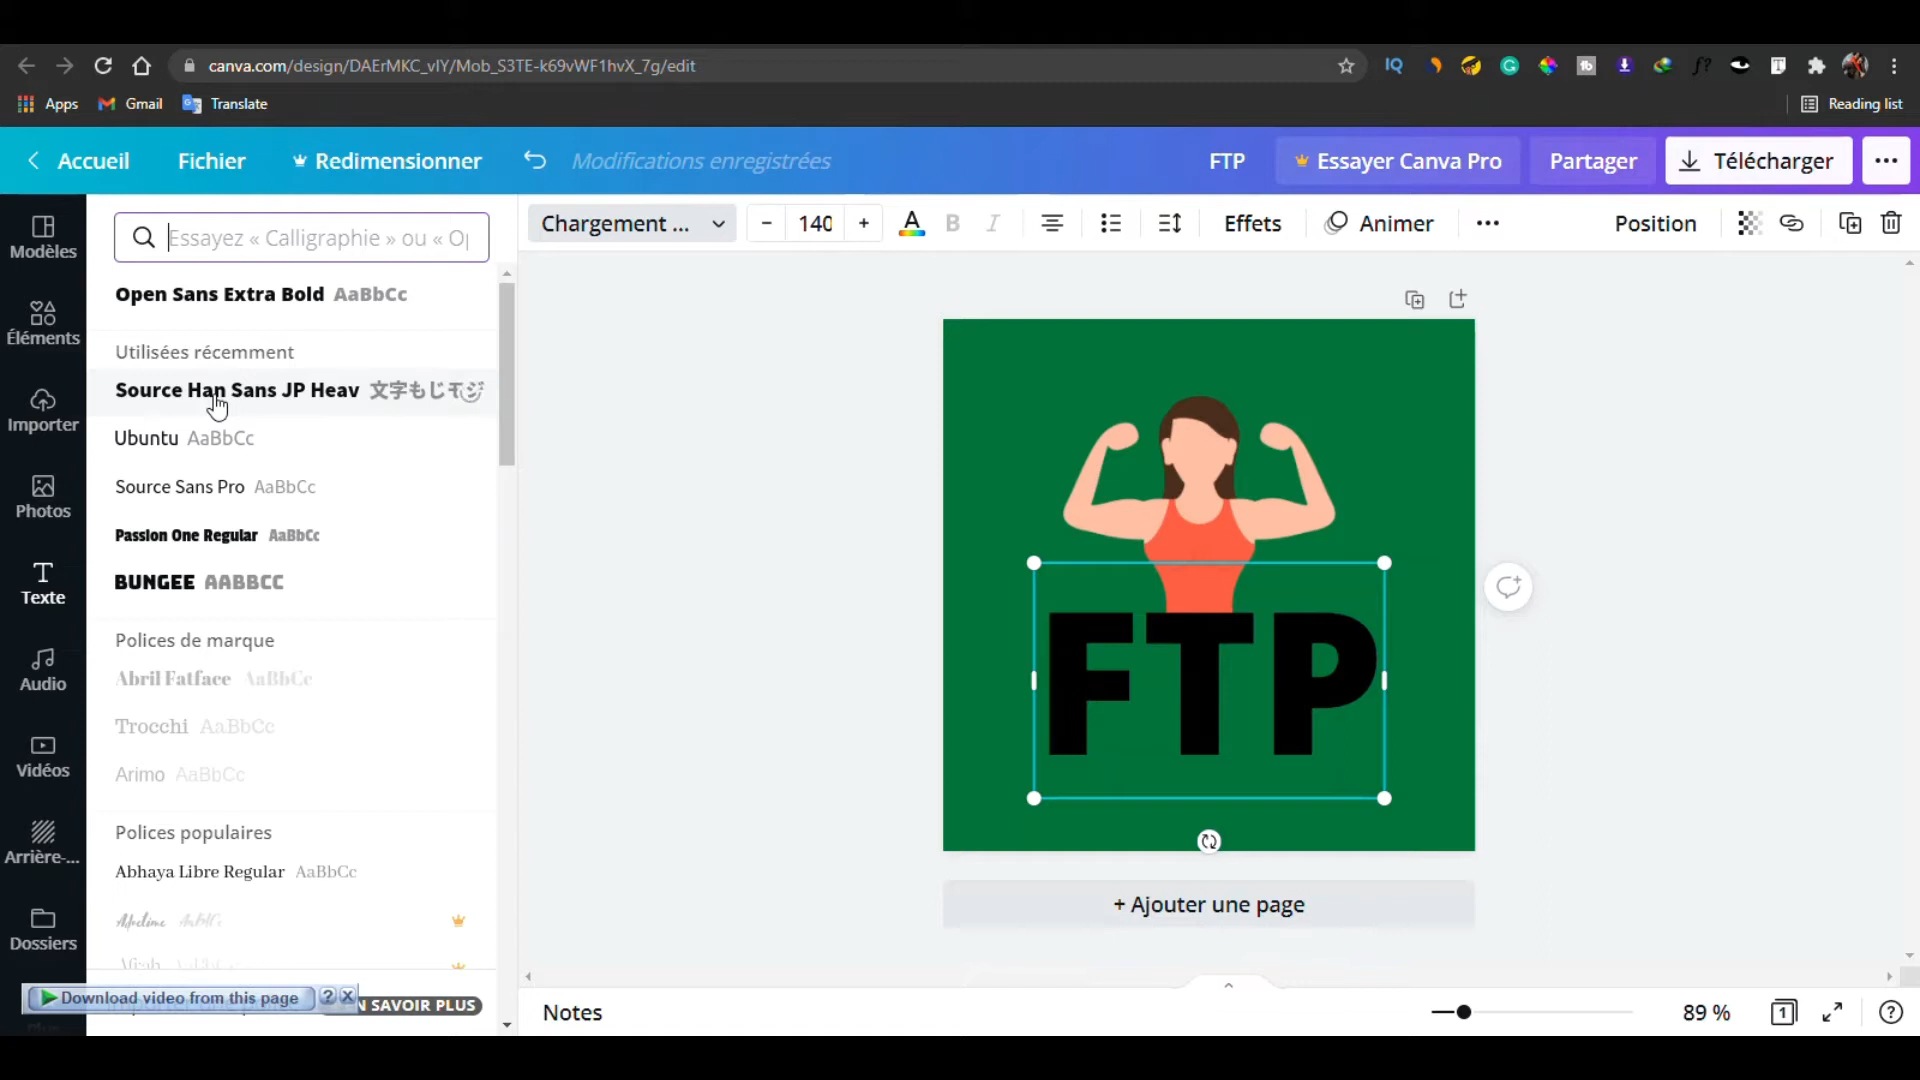 canva.com/design/DAErMKC_vIY/Mob_S3TE-k69vWF1hvX_7g/edit
Apps
Gmail
Translate
Reading list
Accueil
Fichier
Redimensionner
Modifications enregistrées
FTP
Essayer Canva Pro
Partager
Télécharger
Modèles
Éléments
Importer
Photos
Texte
Audio
Vidéos
Arrière-...
Dossiers
Essayez « Calligraphie » ou « Op
Open Sans Extra Bold AaBbCc
Utilisées récemment
Source Han Sans JP Heav 文字もじモジ
Ubuntu AaBbCc
Source Sans Pro AaBbCc
Passion One Regular AaBbCc
BUNGEE AABBCC
Polices de marque
Abril Fatface AaBbCc
Trocchi AaBbCc
Arimo AaBbCc
Polices populaires
Abhaya Libre Regular AaBbCc
Download video from this page
N SAVOIR PLUS
Chargement ...
140
A
B
I
Effets
Animer
Position
FTP
+ Ajouter une page
Notes
89 %
1